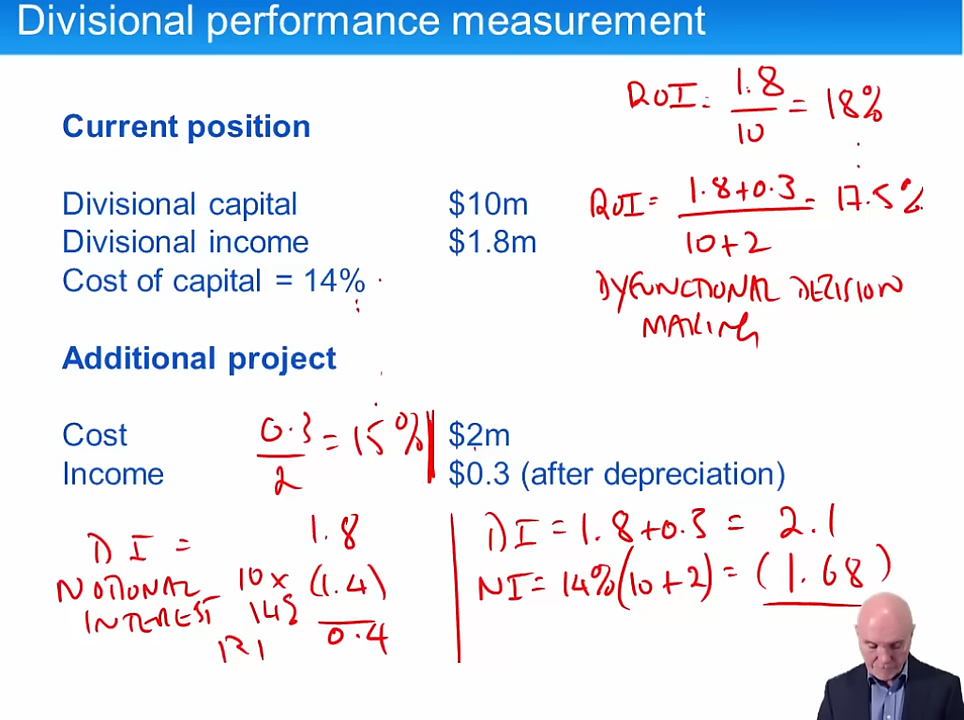 Divisional performance measurement
ROI = 1.8 / 10 = 18%
Current position
Divisional capital $10m
Divisional income $1.8m
Cost of capital = 14%
ROI = 1.8+0.3 / 10+2 = 17.5%
DYFUNCTIONAL DECISION
MAKING
Additional project
Cost $2m
Income $0.3 (after depreciation)
0.3 / 2 = 15%
DI = 1.8
NOTIONAL 10x (1.4)
INTEREST 14%
RI 0.4
DI = 1.8+0.3 = 2.1
NI = 14%(10+2) = (1.68)